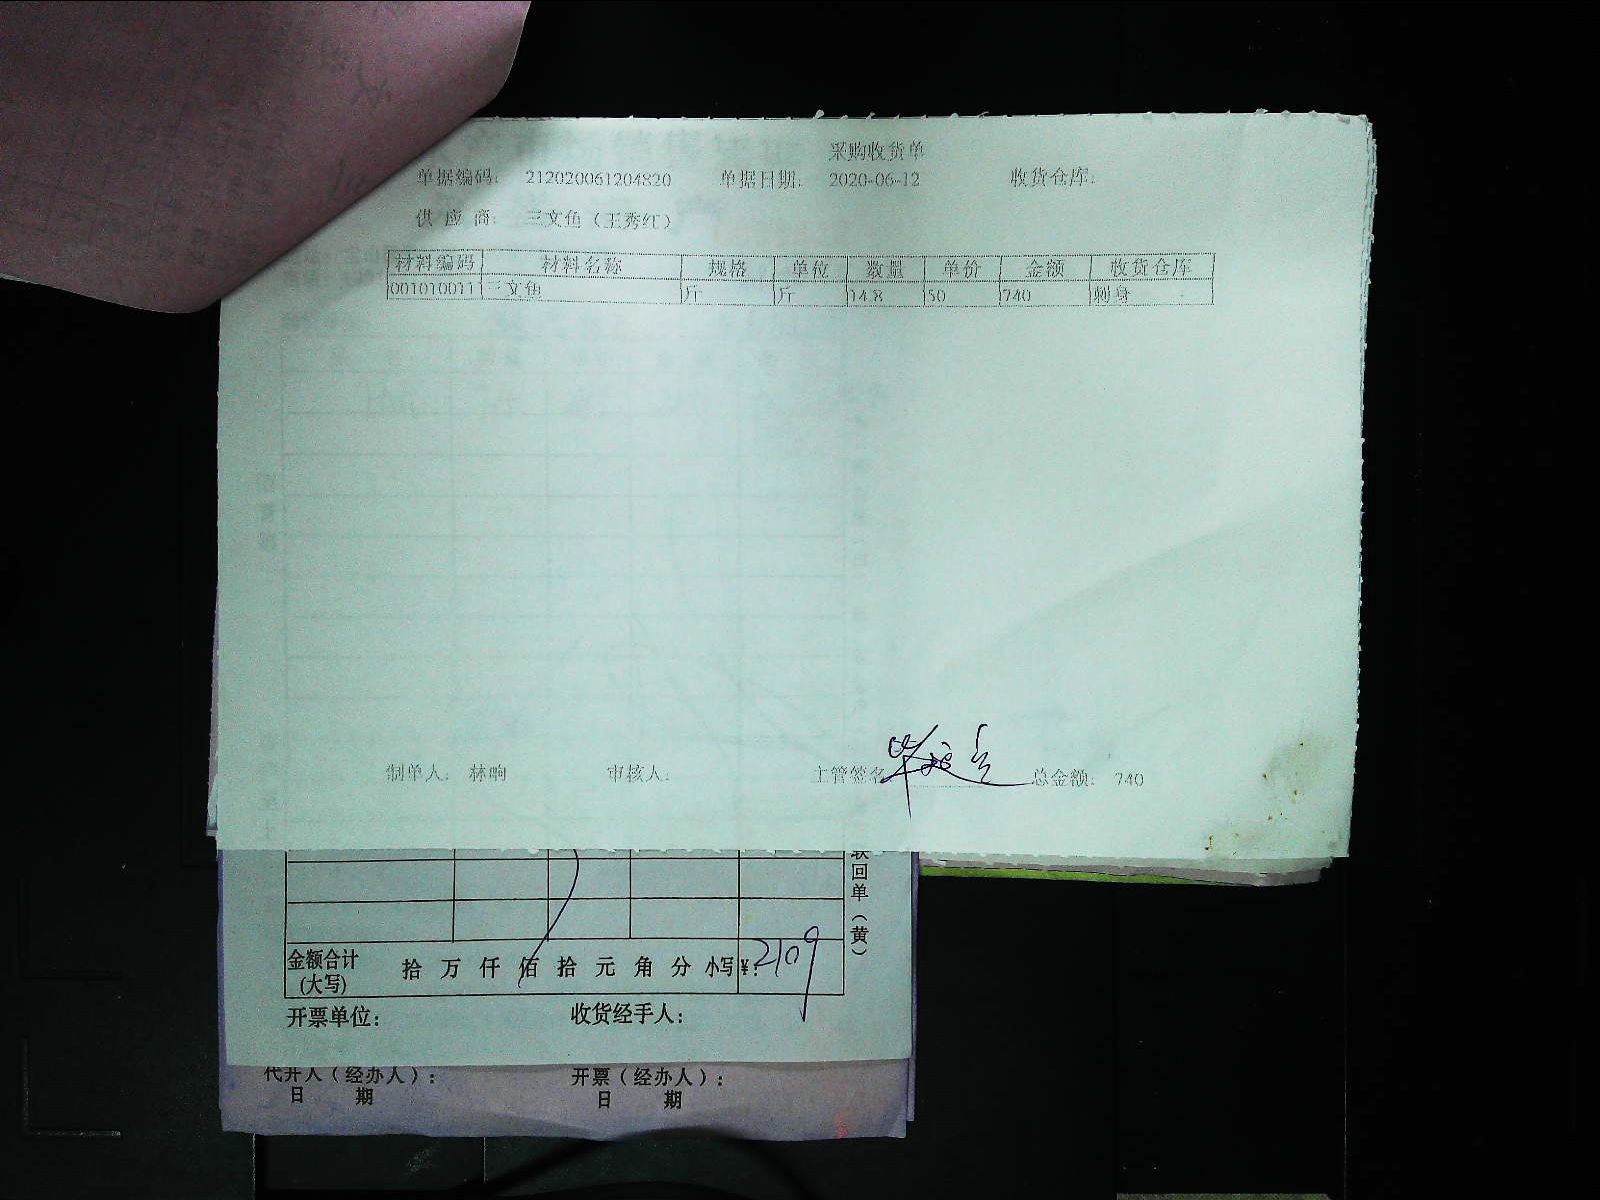 采购收货单
单据编码: 212020061204820 单据日期: 2020-06-12 收货仓库:
供 应 商: 三文鱼（王秀红）
材料编码 材料名称 规格 单位 数量 单价 金额 收货仓库
0010100111 三文鱼 斤 斤 14.8 50 740 刺身
制单人: 林晌 审核人: 主管签名 总金额: 740
联回单（黄）
金额合计(大写) 拾 万 仟 佰 拾 元 角 分 小写¥: 2109
开票单位: 收货经手人:
代开人（经办人）: 开票（经办人）:
日 期 日 期